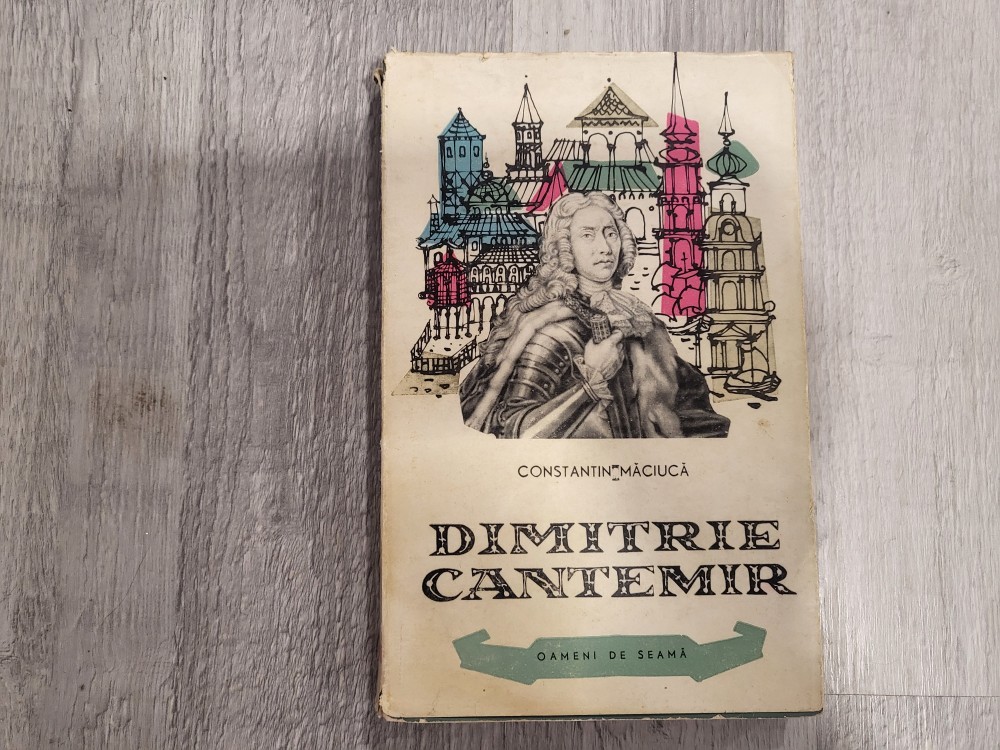 CONSTANTIN MĂCIUCĂ
DIMITRIE
CANTEMIR
OAMENI DE SEAMĂ